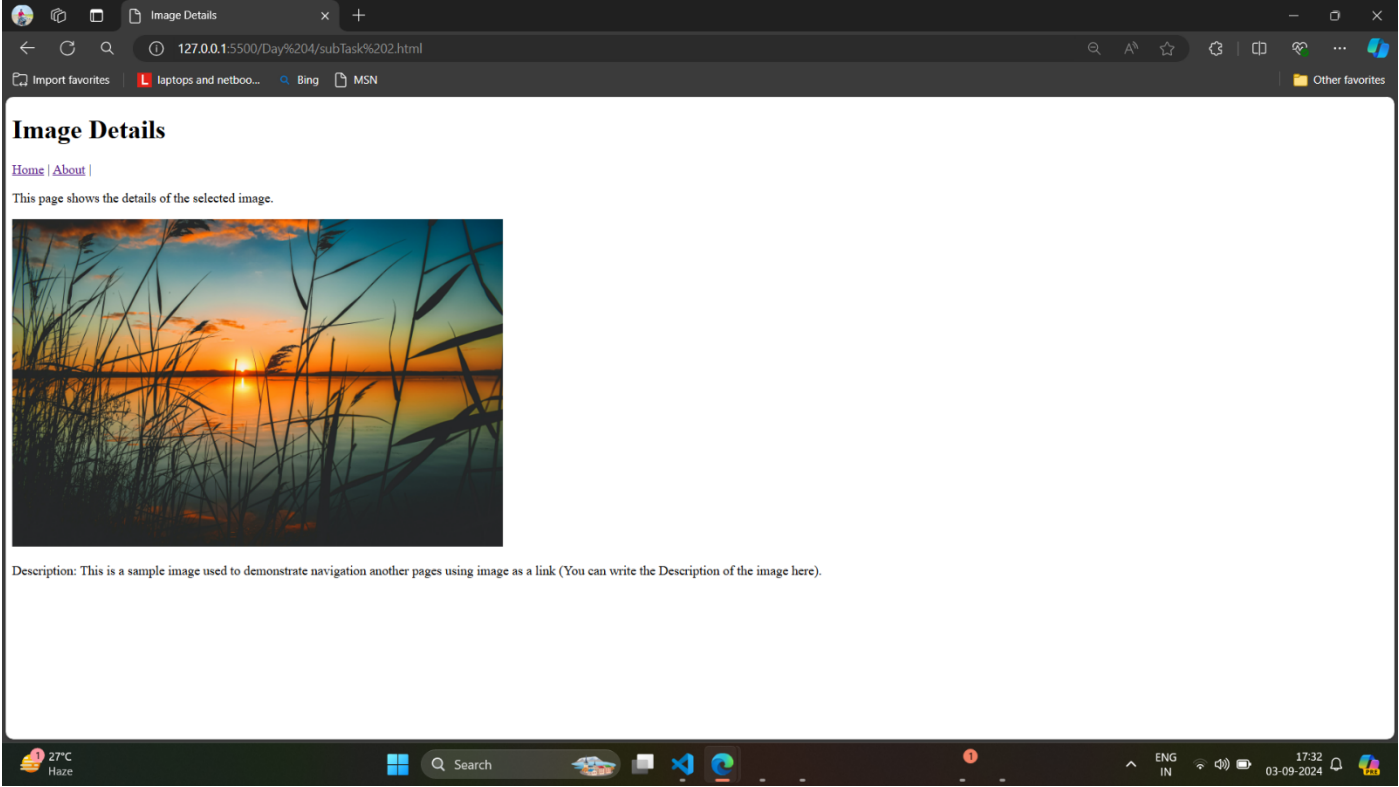 Image Details
127.0.0.1:5500/Day%204/subTask%202.html
Import favorites
L laptops and netboo...
Bing
MSN
Other favorites
Image Details
Home | About |
This page shows the details of the selected image.
Description: This is a sample image used to demonstrate navigation another pages using image as a link (You can write the Description of the image here).
1
27°C
Haze
Search
1
ENG
IN
17:32
03-09-2024
PRE